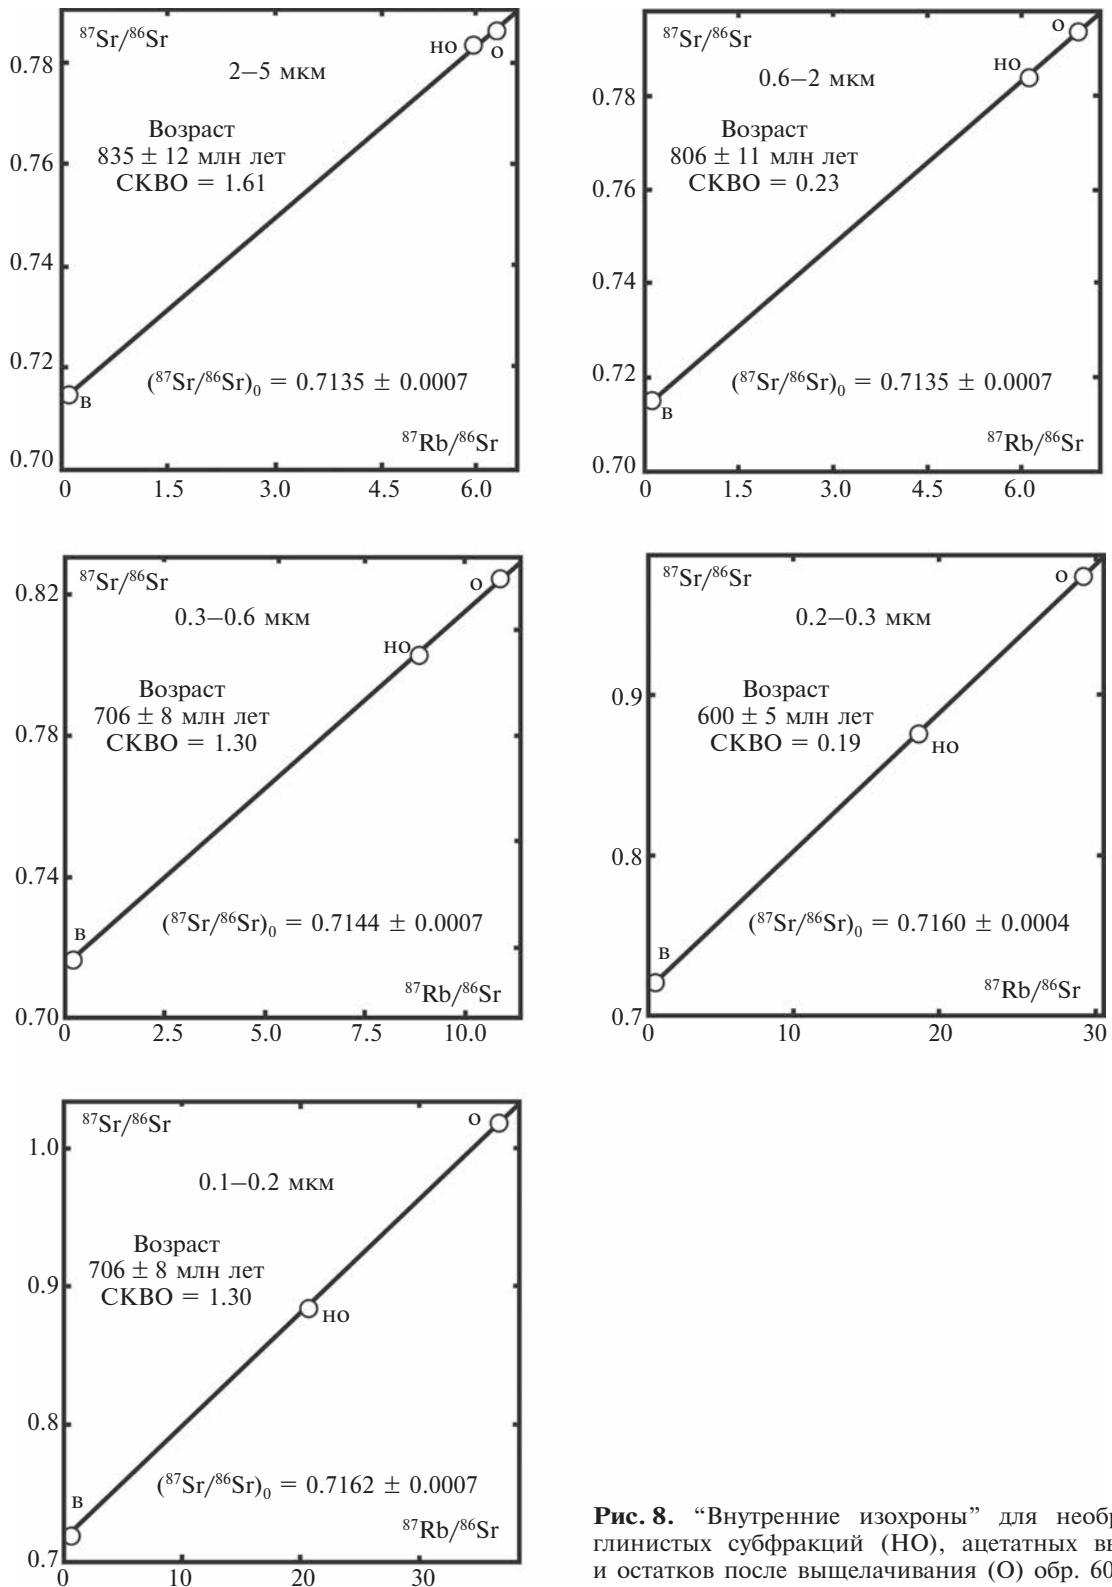 ⁸⁷Sr/⁸⁶Sr
2–5 мкм
Возраст
835 ± 12 млн лет
СКВО = 1.61
(⁸⁷Sr/⁸⁶Sr)₀ = 0.7135 ± 0.0007
⁸⁷Rb/⁸⁶Sr
но
о
в
0.78
0.76
0.74
0.72
0.70
0 1.5 3.0 4.5 6.0
⁸⁷Sr/⁸⁶Sr
0.6–2 мкм
Возраст
806 ± 11 млн лет
СКВО = 0.23
(⁸⁷Sr/⁸⁶Sr)₀ = 0.7135 ± 0.0007
⁸⁷Rb/⁸⁶Sr
о
но
в
0.78
0.76
0.74
0.72
0.70
0 1.5 3.0 4.5 6.0
⁸⁷Sr/⁸⁶Sr
0.3–0.6 мкм
Возраст
706 ± 8 млн лет
СКВО = 1.30
(⁸⁷Sr/⁸⁶Sr)₀ = 0.7144 ± 0.0007
⁸⁷Rb/⁸⁶Sr
о
но
в
0.82
0.78
0.74
0.70
0 2.5 5.0 7.5 10.0
⁸⁷Sr/⁸⁶Sr
0.2–0.3 мкм
Возраст
600 ± 5 млн лет
СКВО = 0.19
(⁸⁷Sr/⁸⁶Sr)₀ = 0.7160 ± 0.0004
⁸⁷Rb/⁸⁶Sr
о
но
в
0.9
0.8
0.7
0 10 20 30
⁸⁷Sr/⁸⁶Sr
0.1–0.2 мкм
Возраст
706 ± 8 млн лет
СКВО = 1.30
(⁸⁷Sr/⁸⁶Sr)₀ = 0.7162 ± 0.0007
⁸⁷Rb/⁸⁶Sr
о
но
в
1.0
0.9
0.8
0.7
0 10 20 30
Рис. 8. “Внутренние изохроны” для необр
глинистых субфракций (НО), ацетатных в
и остатков после выщелачивания (О) обр. 60